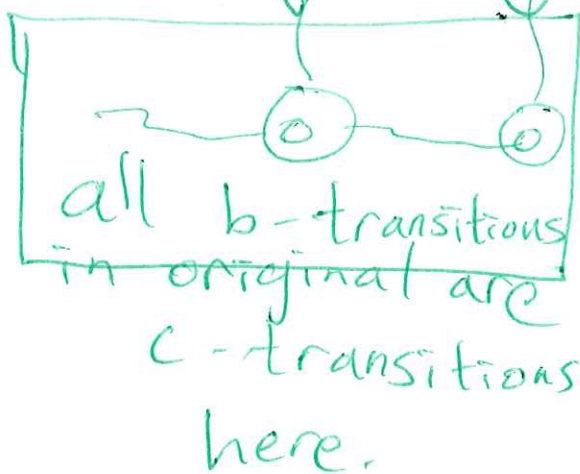 all b-transitions
in original are
c-transitions
here.